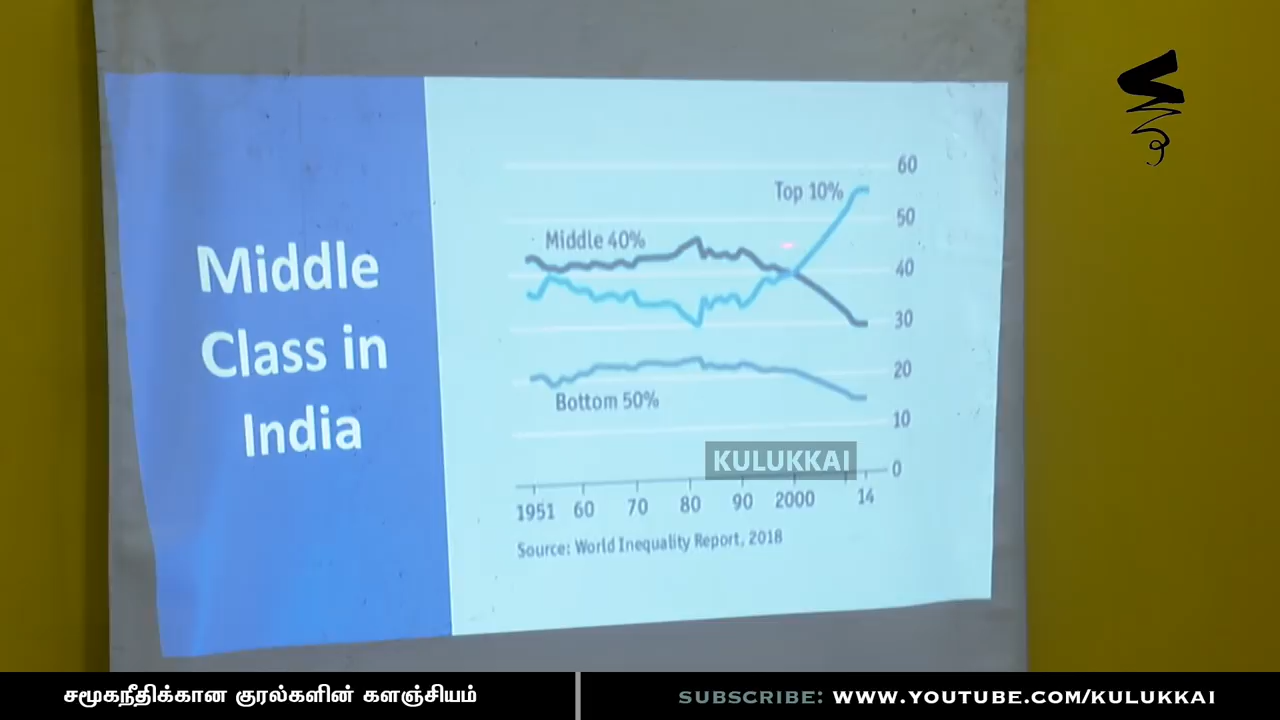 Middle
Class in
India
60
Top 10%
50
Middle 40%
40
30
20
Bottom 50%
10
KULUKKAI
0
1951 60 70 80 90 2000 14
Source: World Inequality Report, 2018
சமூகநீதிக்கான குரல்களின் களஞ்சியம்
SUBSCRIBE: WWW.YOUTUBE.COM/KULUKKAI